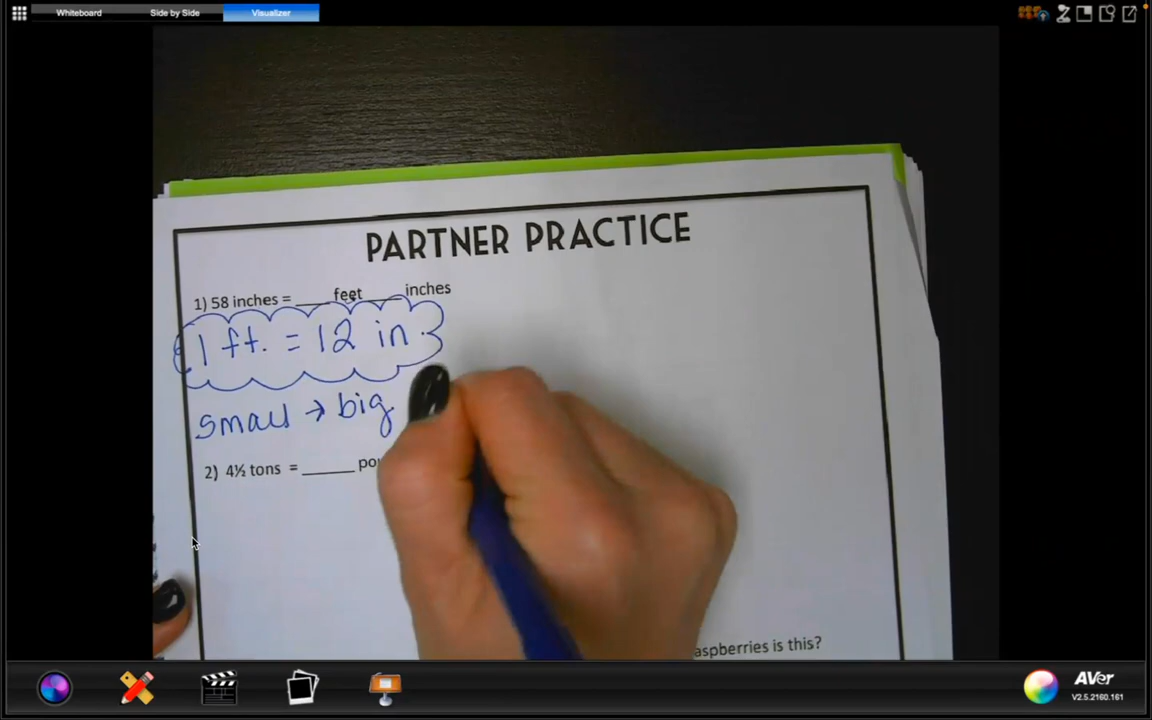 Whiteboard Side by Side Visualizer
PARTNER PRACTICE
1) 58 inches = ____ feet ____ inches
1 ft. = 12 in.
small → big
2) 4½ tons = ______
aspberries is this?
AVer
V2.5.2160.161